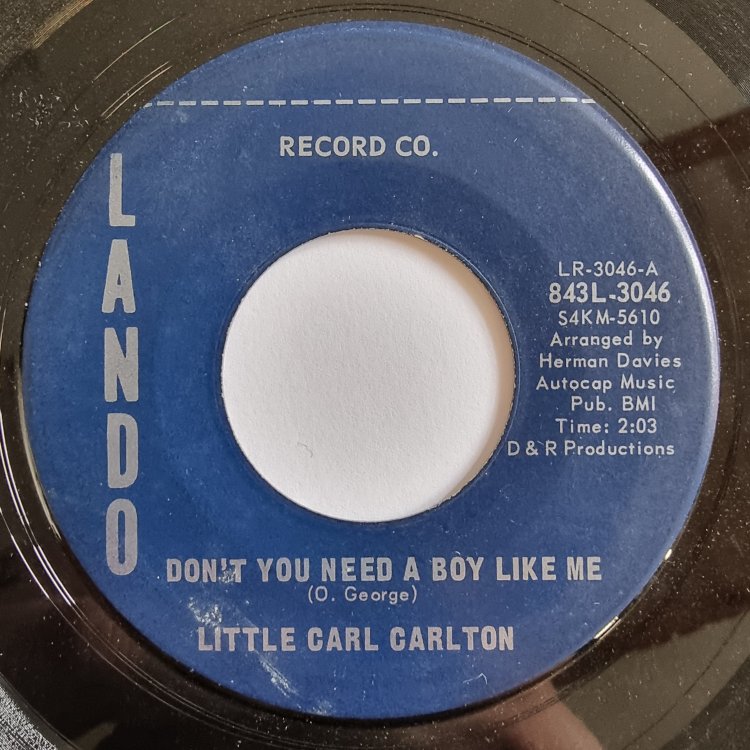 LANDO
RECORD CO.
LR-3046-A
843L-3046
S4KM-5610
Arranged by
Herman Davies
Autocap Music
Pub. BMI
Time: 2:03
D & R Productions
DON'T YOU NEED A BOY LIKE ME
(O. George)
LITTLE CARL CARLTON